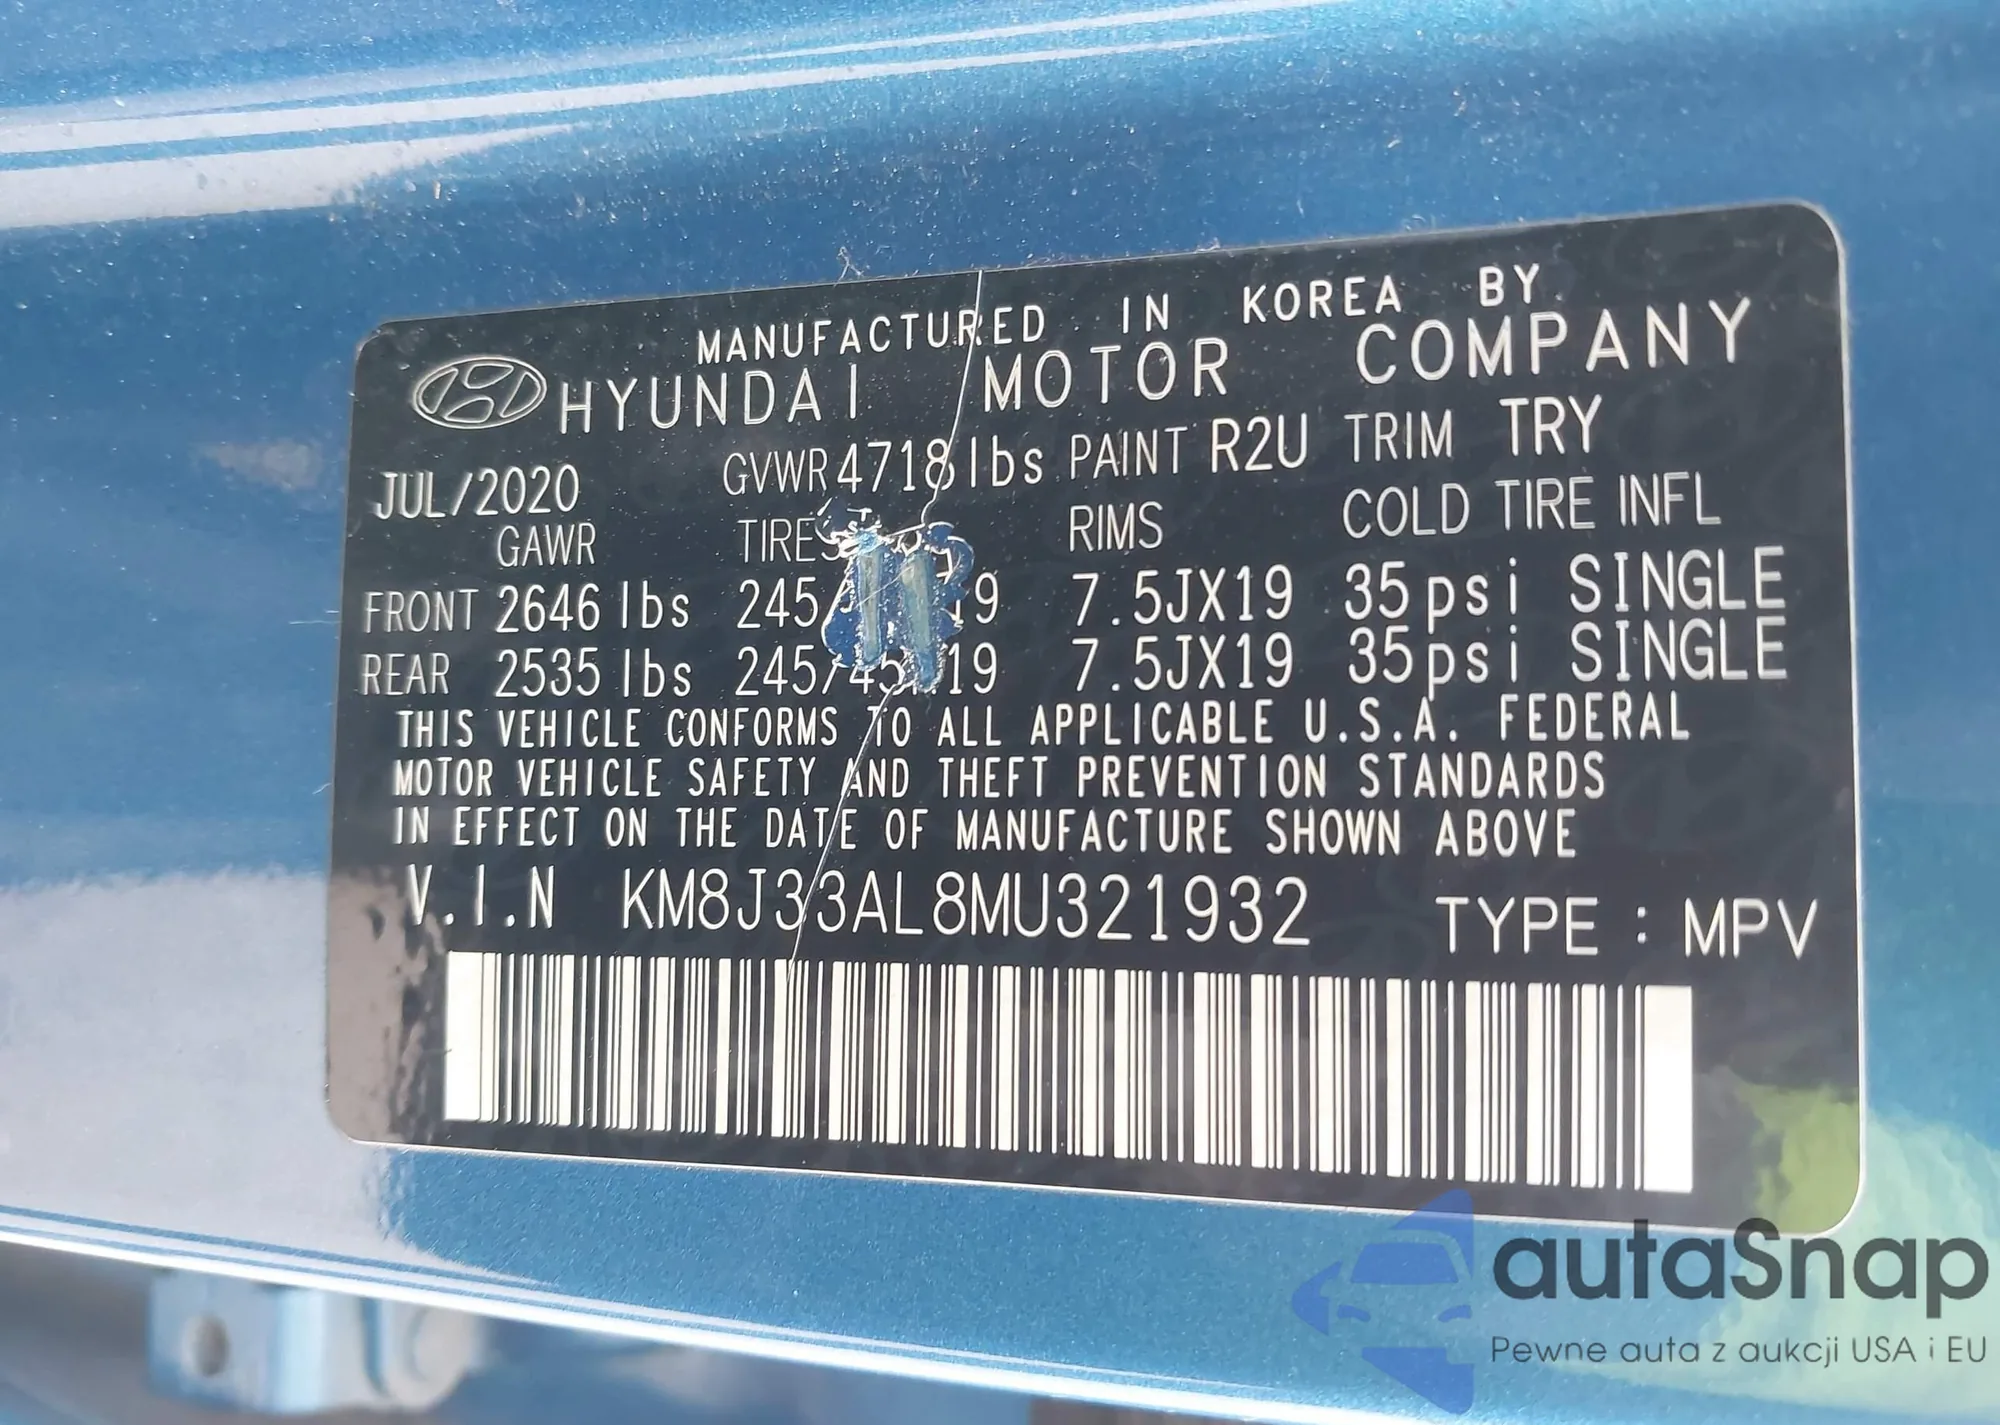 MANUFACTURED IN KOREA BY
HYUNDAI MOTOR COMPANY
JUL/2020 GVWR 4718lbs PAINT R2U TRIM TRY
GAWR TIRES RIMS COLD TIRE INFL
FRONT 2646 lbs 19 7.5JX19 35psi SINGLE
REAR 2535 lbs 19 7.5JX19 35psi SINGLE
THIS VEHICLE CONFORMS TO ALL APPLICABLE U.S.A. FEDERAL
MOTOR VEHICLE SAFETY AND THEFT PREVENTION STANDARDS
IN EFFECT ON THE DATE OF MANUFACTURE SHOWN ABOVE
V.I.N KM8J33AL8MU321932 TYPE : MPV
autaSnap
Pewne auta z aukcji USA i EU